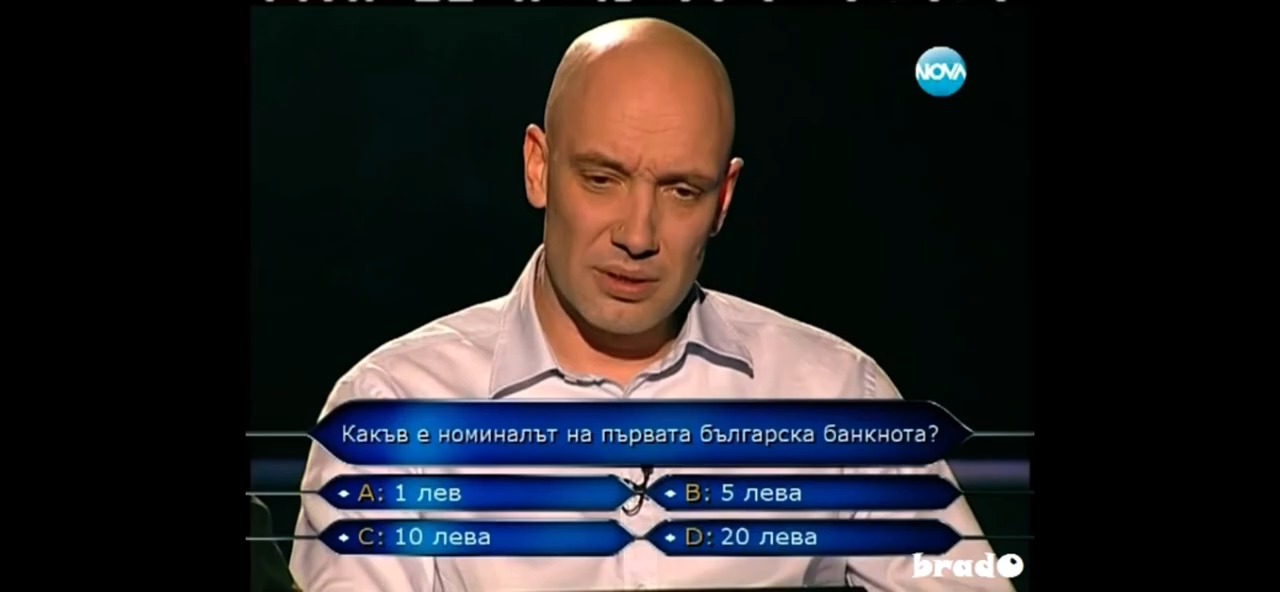 NOVA
Какъв е номиналът на първата българска банкнота?
A: 1 лев
B: 5 лева
C: 10 лева
D: 20 лева
bradO